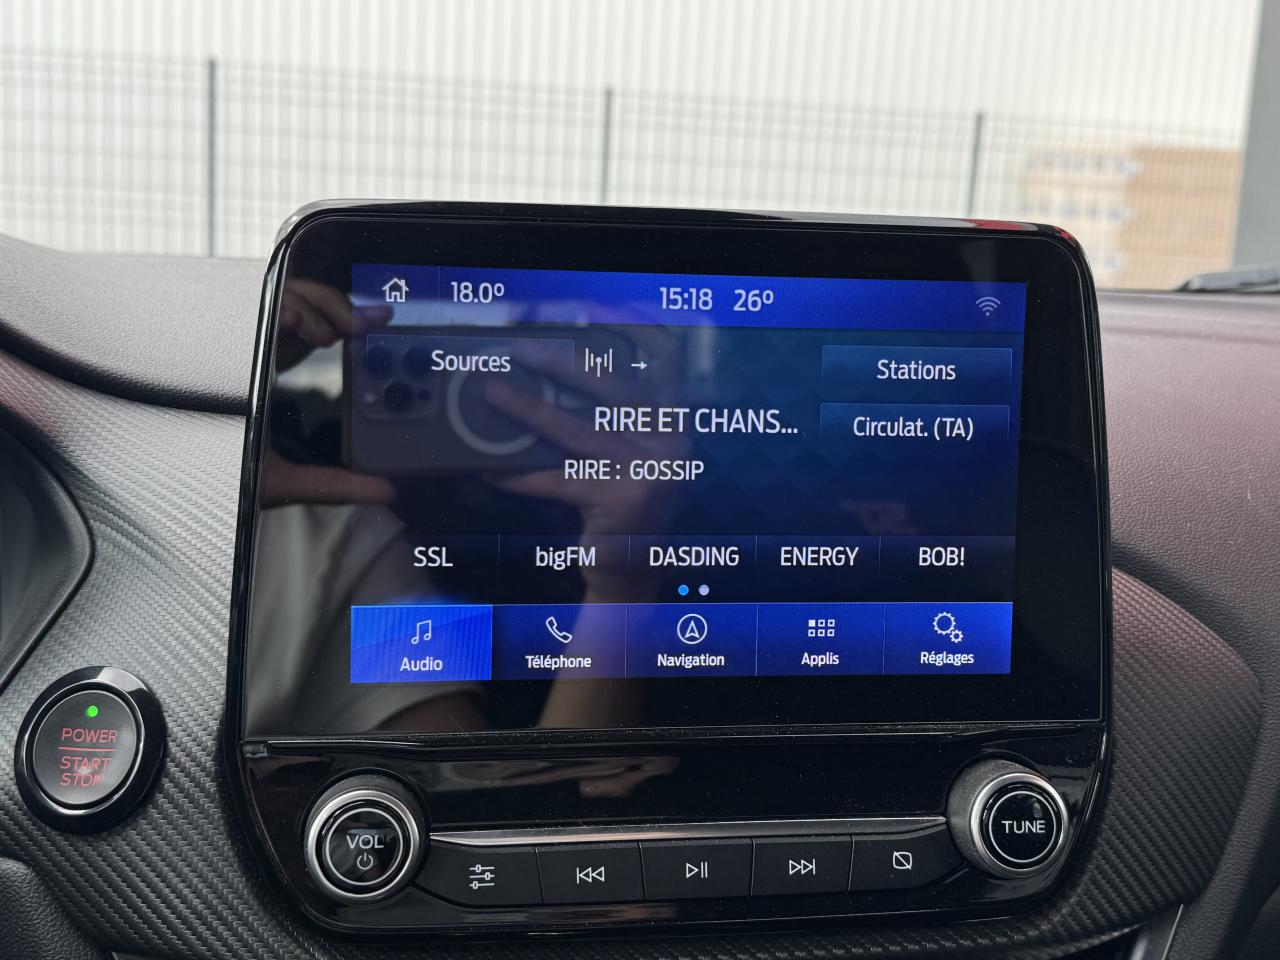 18.0° 15:18 26°
Sources
Stations
RIRE ET CHANS...
Circulat. (TA)
RIRE : GOSSIP
SSL bigFM DASDING ENERGY BOB!
Audio Téléphone Navigation Applis Réglages
POWER
START
STOP
VOL
TUNE